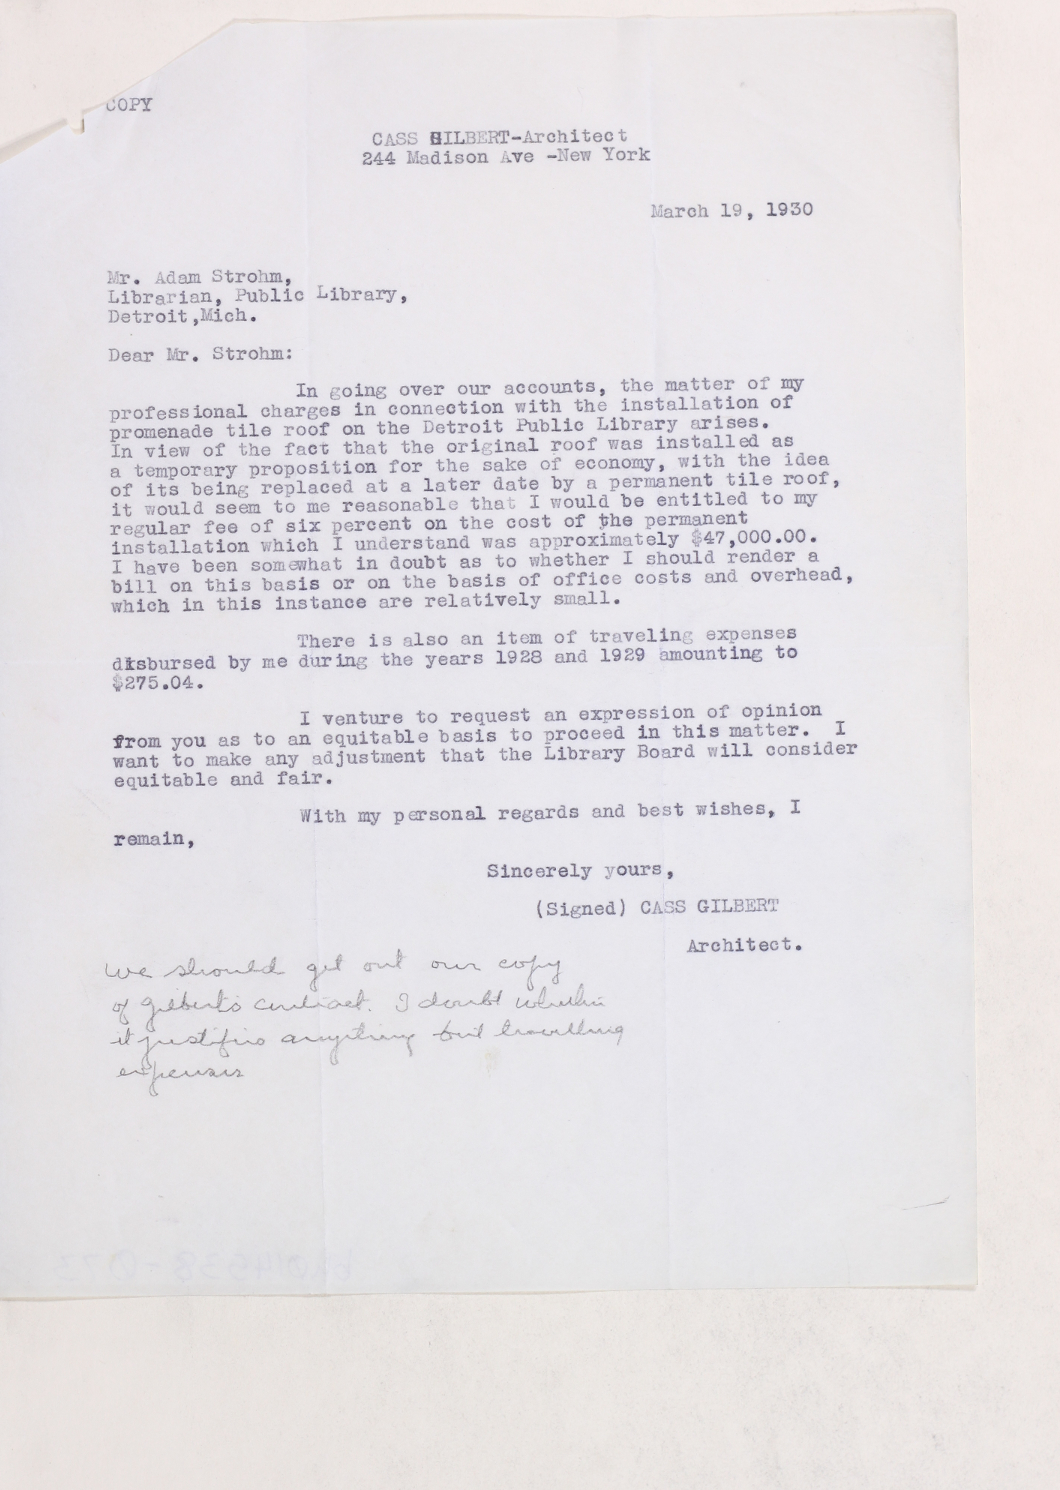 COPY
CASS GILBERT-Architect
244 Madison Ave -New York
March 19, 1930
Mr. Adam Strohm,
Librarian, Public Library,
Detroit,Mich.
Dear Mr. Strohm:
In going over our accounts, the matter of my
professional charges in connection with the installation of
promenade tile roof on the Detroit Public Library arises.
In view of the fact that the original roof was installed as
a temporary proposition for the sake of economy, with the idea
of its being replaced at a later date by a permanent tile roof,
it would seem to me reasonable that I would be entitled to my
regular fee of six percent on the cost of the permanent
installation which I understand was approximately $47,000.00.
I have been somewhat in doubt as to whether I should render a
bill on this basis or on the basis of office costs and overhead,
which in this instance are relatively small.
There is also an item of traveling expenses
disbursed by me during the years 1928 and 1929 amounting to
$275.04.
I venture to request an expression of opinion
from you as to an equitable basis to proceed in this matter. I
want to make any adjustment that the Library Board will consider
equitable and fair.
With my personal regards and best wishes, I
remain,
Sincerely yours,
(Signed) CASS GILBERT
Architect.
We should get out our copy
of Gilbert's contract. I doubt whether
it justifies anything but travelling
expenses